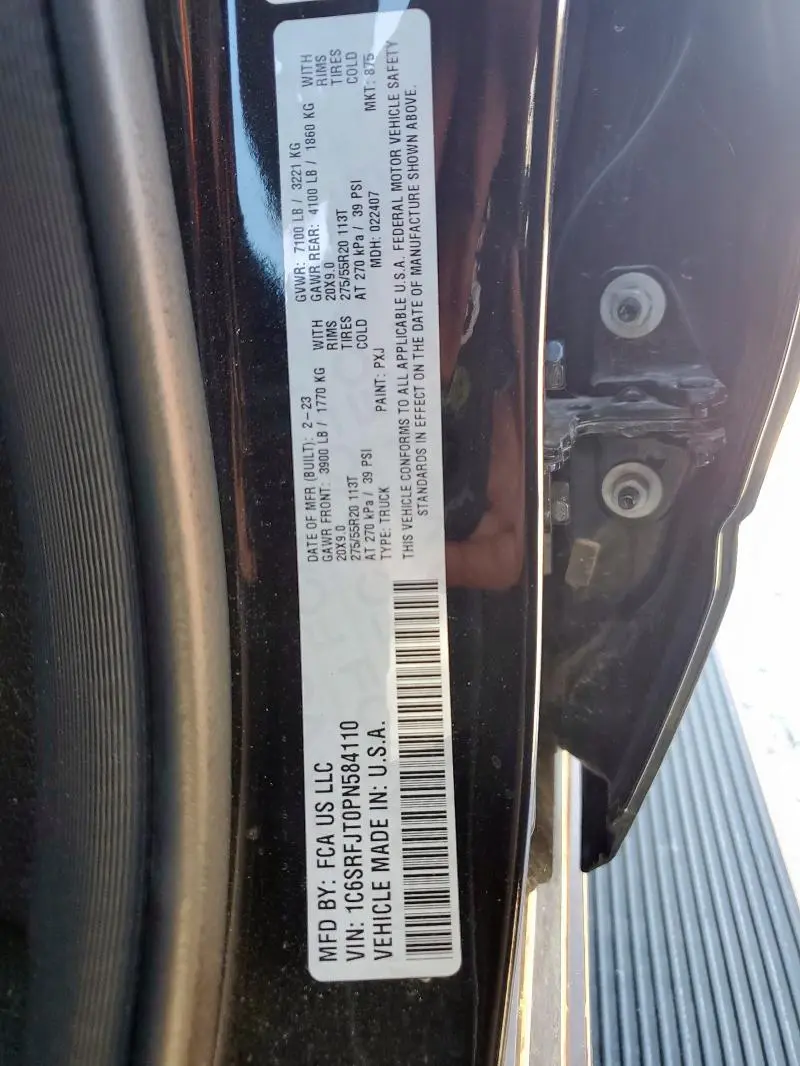 MFD BY: FCA US LLC
VIN: 1C6SRFJT0PN584110
VEHICLE MADE IN: U.S.A.
DATE OF MFR (BUILT): 2-23
GAWR FRONT: 3900 LB / 1770 KG WITH
20X9.0 RIMS
275/55R20 113T TIRES
AT 270 kPa / 39 PSI COLD
TYPE: TRUCK PAINT: PXJ
GVWR: 7100 LB / 3221 KG
GAWR REAR: 4100 LB / 1860 KG WITH
20X9.0 RIMS
275/55R20 113T TIRES
AT 270 kPa / 39 PSI COLD
MDH: 022407 MKT: 875
THIS VEHICLE CONFORMS TO ALL APPLICABLE U.S.A. FEDERAL MOTOR VEHICLE SAFETY
STANDARDS IN EFFECT ON THE DATE OF MANUFACTURE SHOWN ABOVE.